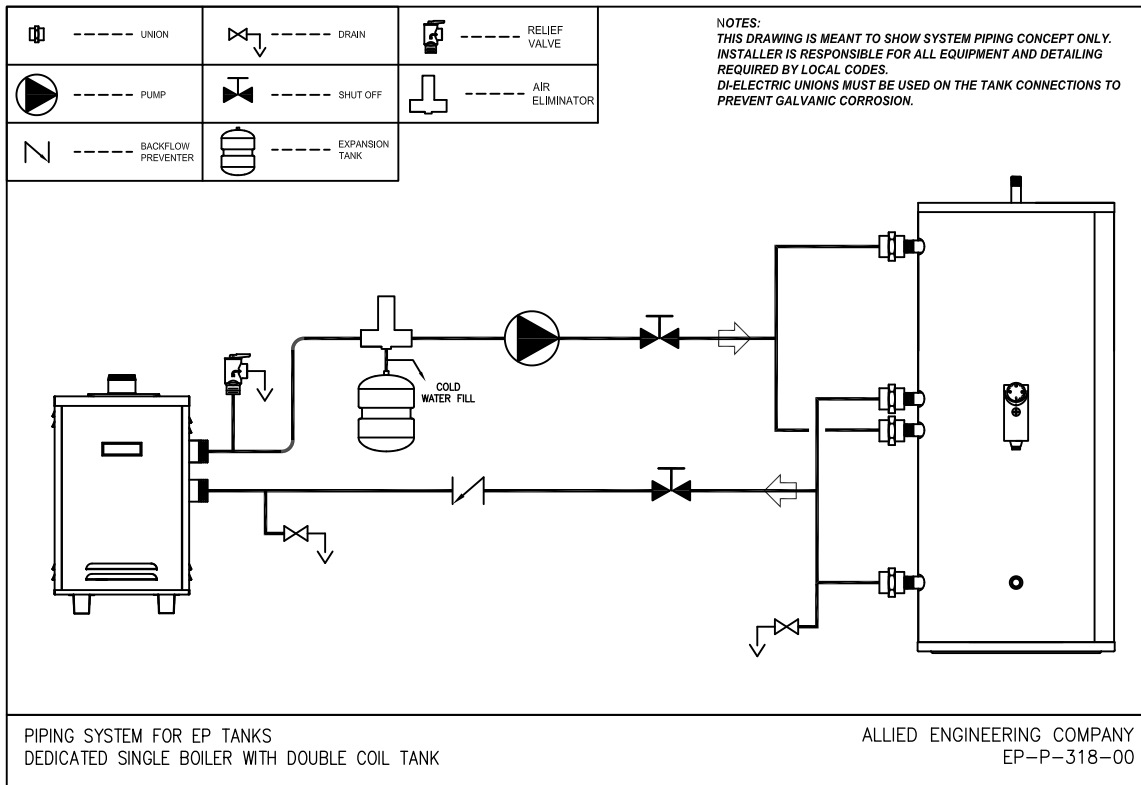 UNION
DRAIN
RELIEF
VALVE
PUMP
SHUT OFF
AIR
ELIMINATOR
BACKFLOW
PREVENTER
EXPANSION
TANK
NOTES:
THIS DRAWING IS MEANT TO SHOW SYSTEM PIPING CONCEPT ONLY.
INSTALLER IS RESPONSIBLE FOR ALL EQUIPMENT AND DETAILING
REQUIRED BY LOCAL CODES.
DI-ELECTRIC UNIONS MUST BE USED ON THE TANK CONNECTIONS TO
PREVENT GALVANIC CORROSION.
COLD
WATER FILL
PIPING SYSTEM FOR EP TANKS
DEDICATED SINGLE BOILER WITH DOUBLE COIL TANK
ALLIED ENGINEERING COMPANY
EP-P-318-00